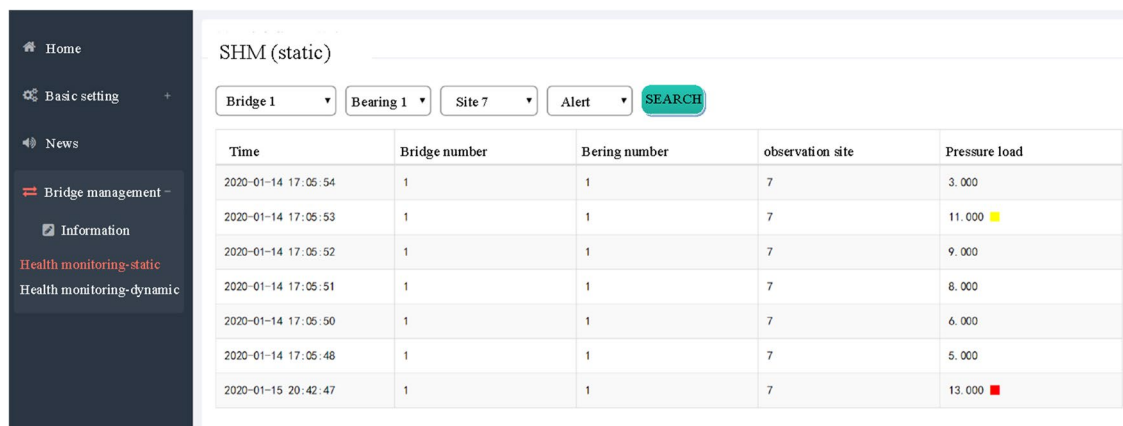 Home
Basic setting +
News
Bridge management −
Information
Health monitoring-static
Health monitoring-dynamic
SHM (static)
Bridge 1 Bearing 1 Site 7 Alert SEARCH
Time Bridge number Bering number observation site Pressure load
2020-01-14 17:05:54 1 1 7 3.000
2020-01-14 17:05:53 1 1 7 11.000
2020-01-14 17:05:52 1 1 7 9.000
2020-01-14 17:05:51 1 1 7 8.000
2020-01-14 17:05:50 1 1 7 6.000
2020-01-14 17:05:48 1 1 7 5.000
2020-01-15 20:42:47 1 1 7 13.000